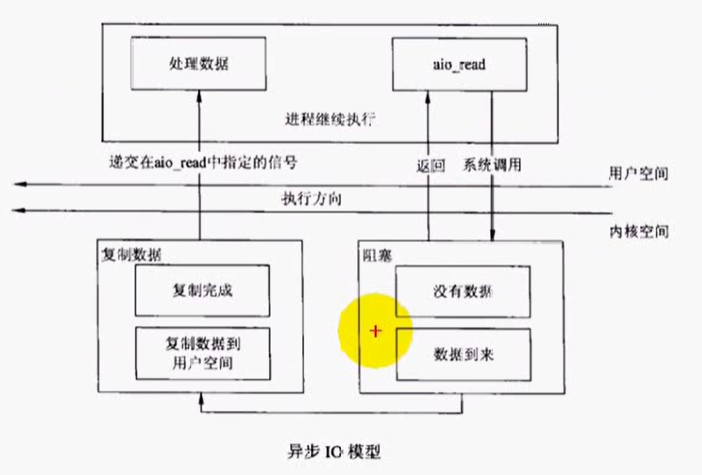 处理数据
aio_read
进程继续执行
递交在aio_read中指定的信号
返回
系统调用
用户空间
执行方向
内核空间
复制数据
阻塞
复制完成
没有数据
复制数据到
用户空间
数据到来
异步 IO 模型